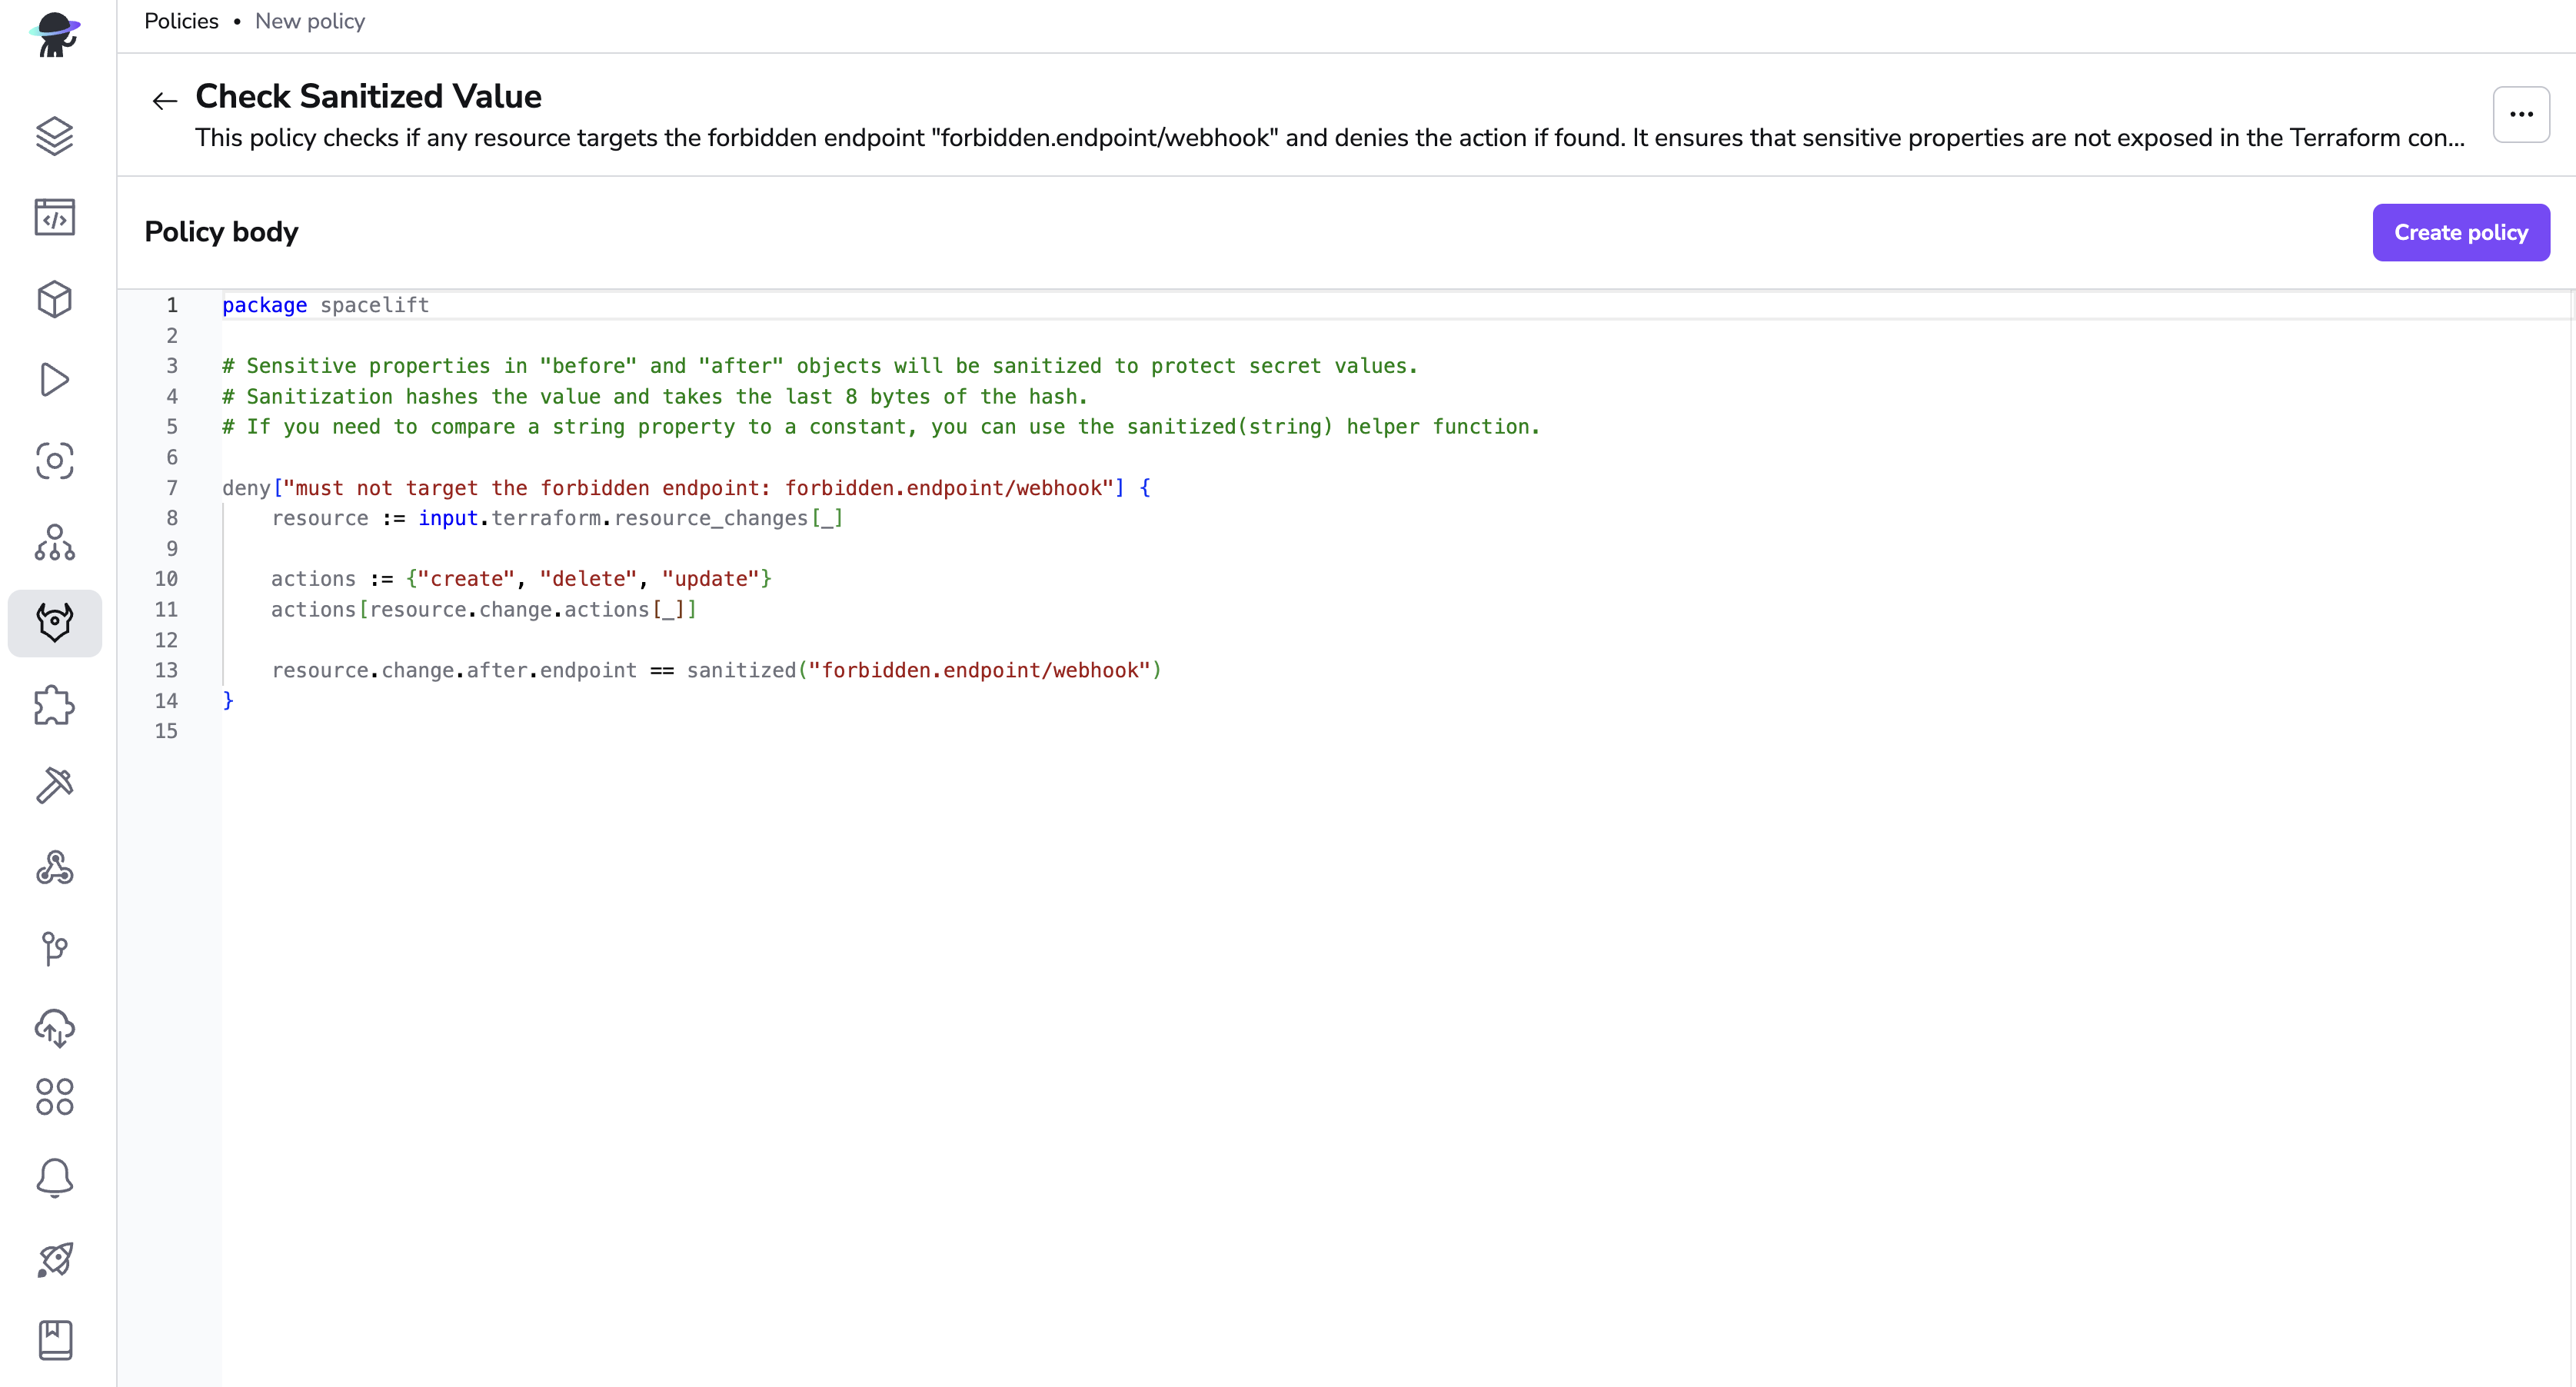 Policies • New policy
Check Sanitized Value
This policy checks if any resource targets the forbidden endpoint "forbidden.endpoint/webhook" and denies the action if found. It ensures that sensitive properties are not exposed in the Terraform con...
Policy body
Create policy
1 package spacelift
2
3 # Sensitive properties in "before" and "after" objects will be sanitized to protect secret values.
4 # Sanitization hashes the value and takes the last 8 bytes of the hash.
5 # If you need to compare a string property to a constant, you can use the sanitized(string) helper function.
6
7 deny["must not target the forbidden endpoint: forbidden.endpoint/webhook"] {
8     resource := input.terraform.resource_changes[_]
9
10     actions := {"create", "delete", "update"}
11     actions[resource.change.actions[_]]
12
13     resource.change.after.endpoint == sanitized("forbidden.endpoint/webhook")
14 }
15